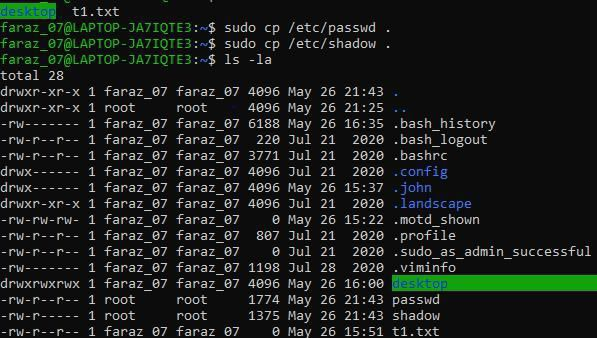 desktop t1.txt
faraz_07@LAPTOP-JA7IQTE3:~$ sudo cp /etc/passwd .
faraz_07@LAPTOP-JA7IQTE3:~$ sudo cp /etc/shadow .
faraz_07@LAPTOP-JA7IQTE3:~$ ls -la
total 28
drwxr-xr-x 1 faraz_07 faraz_07 4096 May 26 21:43 .
drwxr-xr-x 1 root     root     4096 May 26 21:25 ..
-rw------- 1 faraz_07 faraz_07 6188 May 26 16:35 .bash_history
-rw-r--r-- 1 faraz_07 faraz_07  220 Jul 21  2020 .bash_logout
-rw-r--r-- 1 faraz_07 faraz_07 3771 Jul 21  2020 .bashrc
drwx------ 1 faraz_07 faraz_07 4096 Jul 21  2020 .config
drwx------ 1 faraz_07 faraz_07 4096 May 26 15:37 .john
drwxr-xr-x 1 faraz_07 faraz_07 4096 Jul 21  2020 .landscape
-rw-rw-rw- 1 faraz_07 faraz_07    0 May 26 15:22 .motd_shown
-rw-r--r-- 1 faraz_07 faraz_07  807 Jul 21  2020 .profile
-rw-r--r-- 1 faraz_07 faraz_07    0 Jul 21  2020 .sudo_as_admin_successful
-rw------- 1 faraz_07 faraz_07 1198 Jul 28  2020 .viminfo
drwxrwxrwx 1 faraz_07 faraz_07 4096 May 26 16:00 desktop
-rw-r--r-- 1 root     root     1774 May 26 21:43 passwd
-rw-r----- 1 root     root     1375 May 26 21:43 shadow
-rw-r--r-- 1 faraz_07 faraz_07    0 May 26 15:51 t1.txt